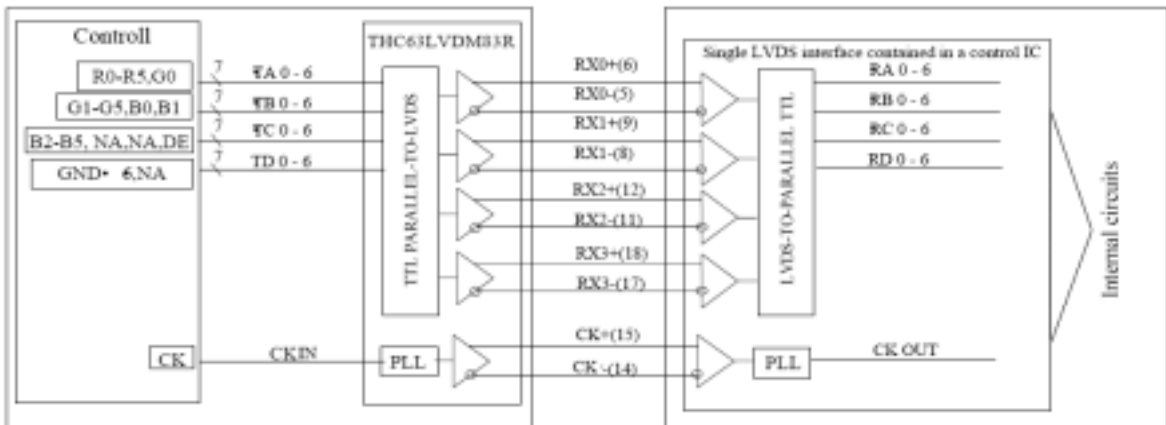 Controll
R0-R5,G0
G1-G5,B0,B1
B2-B5, NA,NA,DE
GND• 6,NA
CK
7
7
7
7
TA 0 - 6
TB 0 - 6
TC 0 - 6
TD 0 - 6
CKIN
THC63LVDM83R
TTL PARALLEL-TO-LVDS
PLL
RX0+(6)
RX0-(5)
RX1+(9)
RX1-(8)
RX2+(12)
RX2-(11)
RX3+(18)
RX3-(17)
CK+(15)
CK -(14)
Single LVDS interface contained in a control IC
LVDS-TO-PARALLEL TTL
PLL
RA 0 - 6
RB 0 - 6
RC 0 - 6
RD 0 - 6
CK OUT
Internal circuits